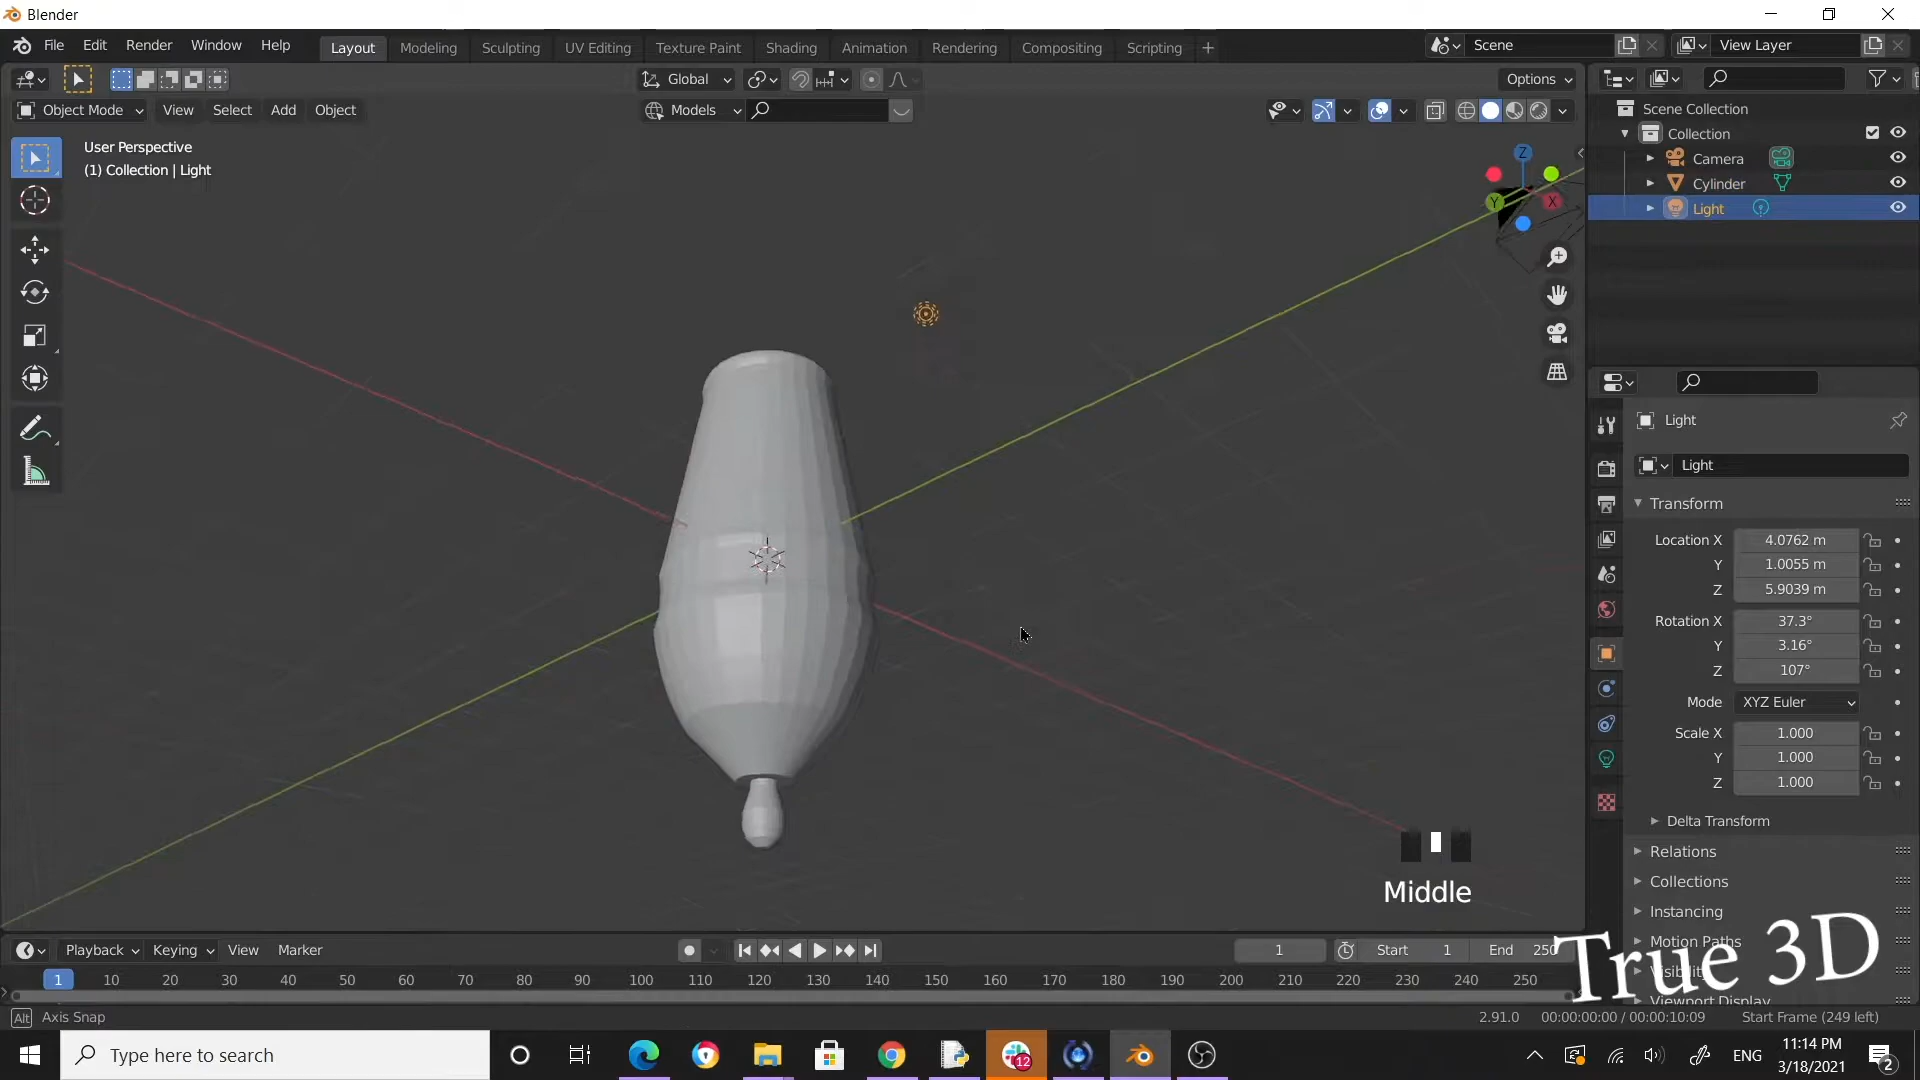 Blender
File Edit Render Window Help Layout Modeling Sculpting UV Editing Texture Paint Shading Animation Rendering Compositing Scripting + Scene View Layer
Global Options
Object Mode View Select Add Object Models
User Perspective
(1) Collection | Light
Z
Y X
Scene Collection
Collection
Camera
Cylinder
Light
Light
Light
Transform
Location X 4.0762 m
Y 1.0055 m
Z 5.9039 m
Rotation X 37.3°
Y 3.16°
Z 107°
Mode XYZ Euler
Scale X 1.000
Y 1.000
Z 1.000
Delta Transform
Relations
Collections
Instancing
Motion Paths
Visibility
Viewport Display
Middle
True 3D
Playback Keying View Marker 1 Start 1 End 250
1 10 20 30 40 50 60 70 80 90 100 110 120 130 140 150 160 170 180 190 200 210 220 230 240 250
Alt Axis Snap 2.91.0 00:00:00:00 / 00:00:10:09 Start Frame (249 left)
Type here to search 12 ENG 11:14 PM
3/18/2021 2